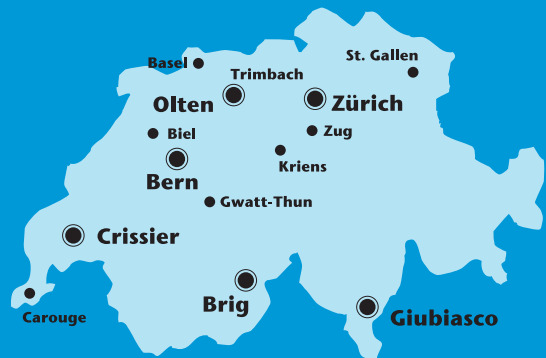 St. Gallen
Basel
Trimbach
Olten
Zürich
Biel
Zug
Kriens
Bern
Gwatt-Thun
Crissier
Brig
Carouge
Giubiasco